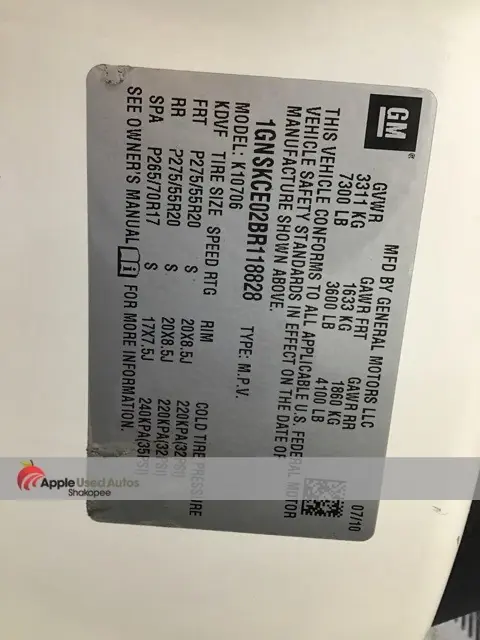 GM
MFD BY GENERAL MOTORS LLC 07/10
GVWR GAWR FRT GAWR RR
3311 KG 1633 KG 1860 KG
7300 LB 3600 LB 4100 LB
THIS VEHICLE CONFORMS TO ALL APPLICABLE U.S. FEDERAL MOTOR
VEHICLE SAFETY STANDARDS IN EFFECT ON THE DATE OF
MANUFACTURE SHOWN ABOVE.
1GNSKCE02BR118828 TYPE: M.P.V.
MODEL: K10706
KDVF TIRE SIZE SPEED RTG RIM COLD TIRE PRESSURE
FRT P275/55R20 S 20X8.5J 220KPA(32PSI)
RR P275/55R20 S 20X8.5J 220KPA(32PSI)
SPA P265/70R17 S 17X7.5J 240KPA(35PSI)
SEE OWNER'S MANUAL FOR MORE INFORMATION.
Apple Used Autos
Shakopee